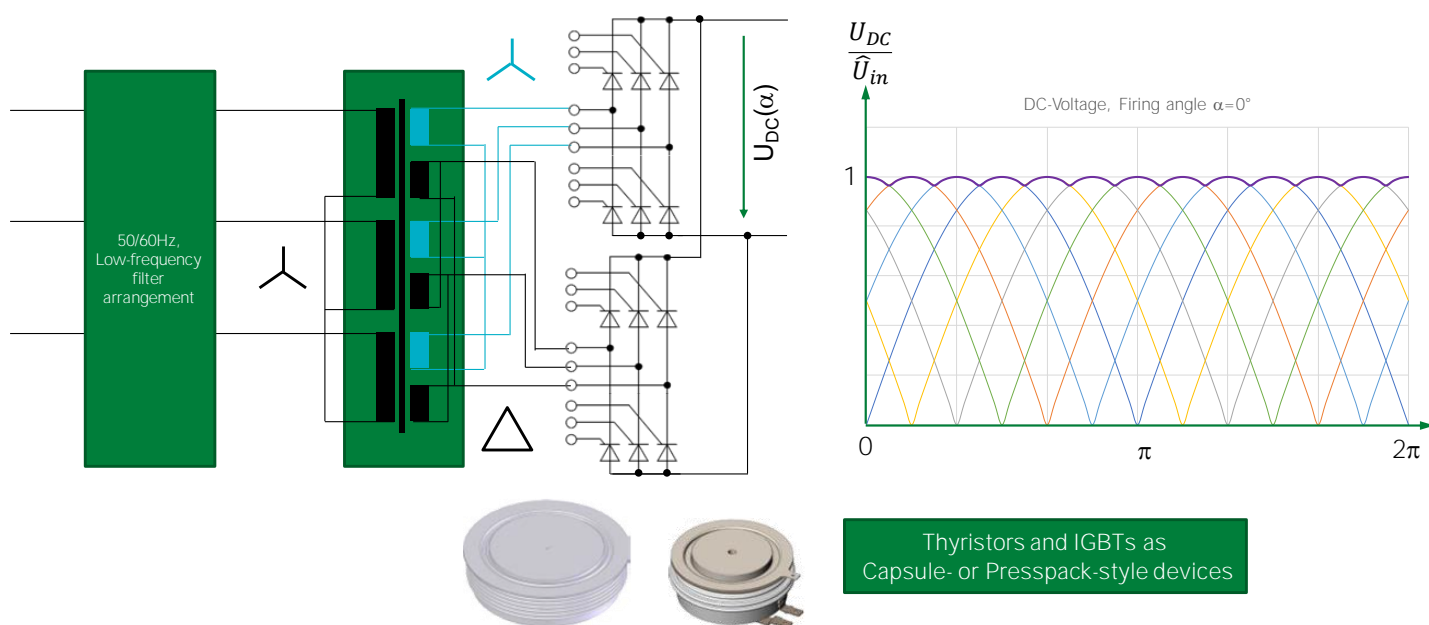 50/60Hz,
Low-frequency
filter
arrangement
U_DC(α)
U_DC
Û_in
DC-Voltage, Firing angle α=0°
1
0
π
2π
Thyristors and IGBTs as
Capsule- or Presspack-style devices